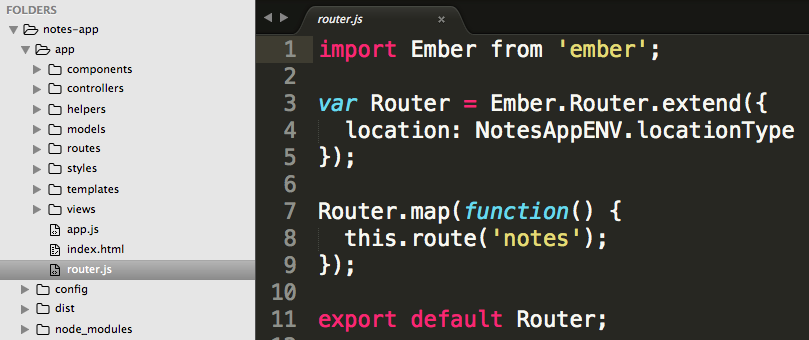 FOLDERS
notes-app
app
components
controllers
helpers
models
routes
styles
templates
views
app.js
index.html
router.js
config
dist
node_modules
router.js ×
1 import Ember from 'ember';
2
3 var Router = Ember.Router.extend({
4   location: NotesAppENV.locationType
5 });
6
7 Router.map(function() {
8   this.route('notes');
9 });
10
11 export default Router;